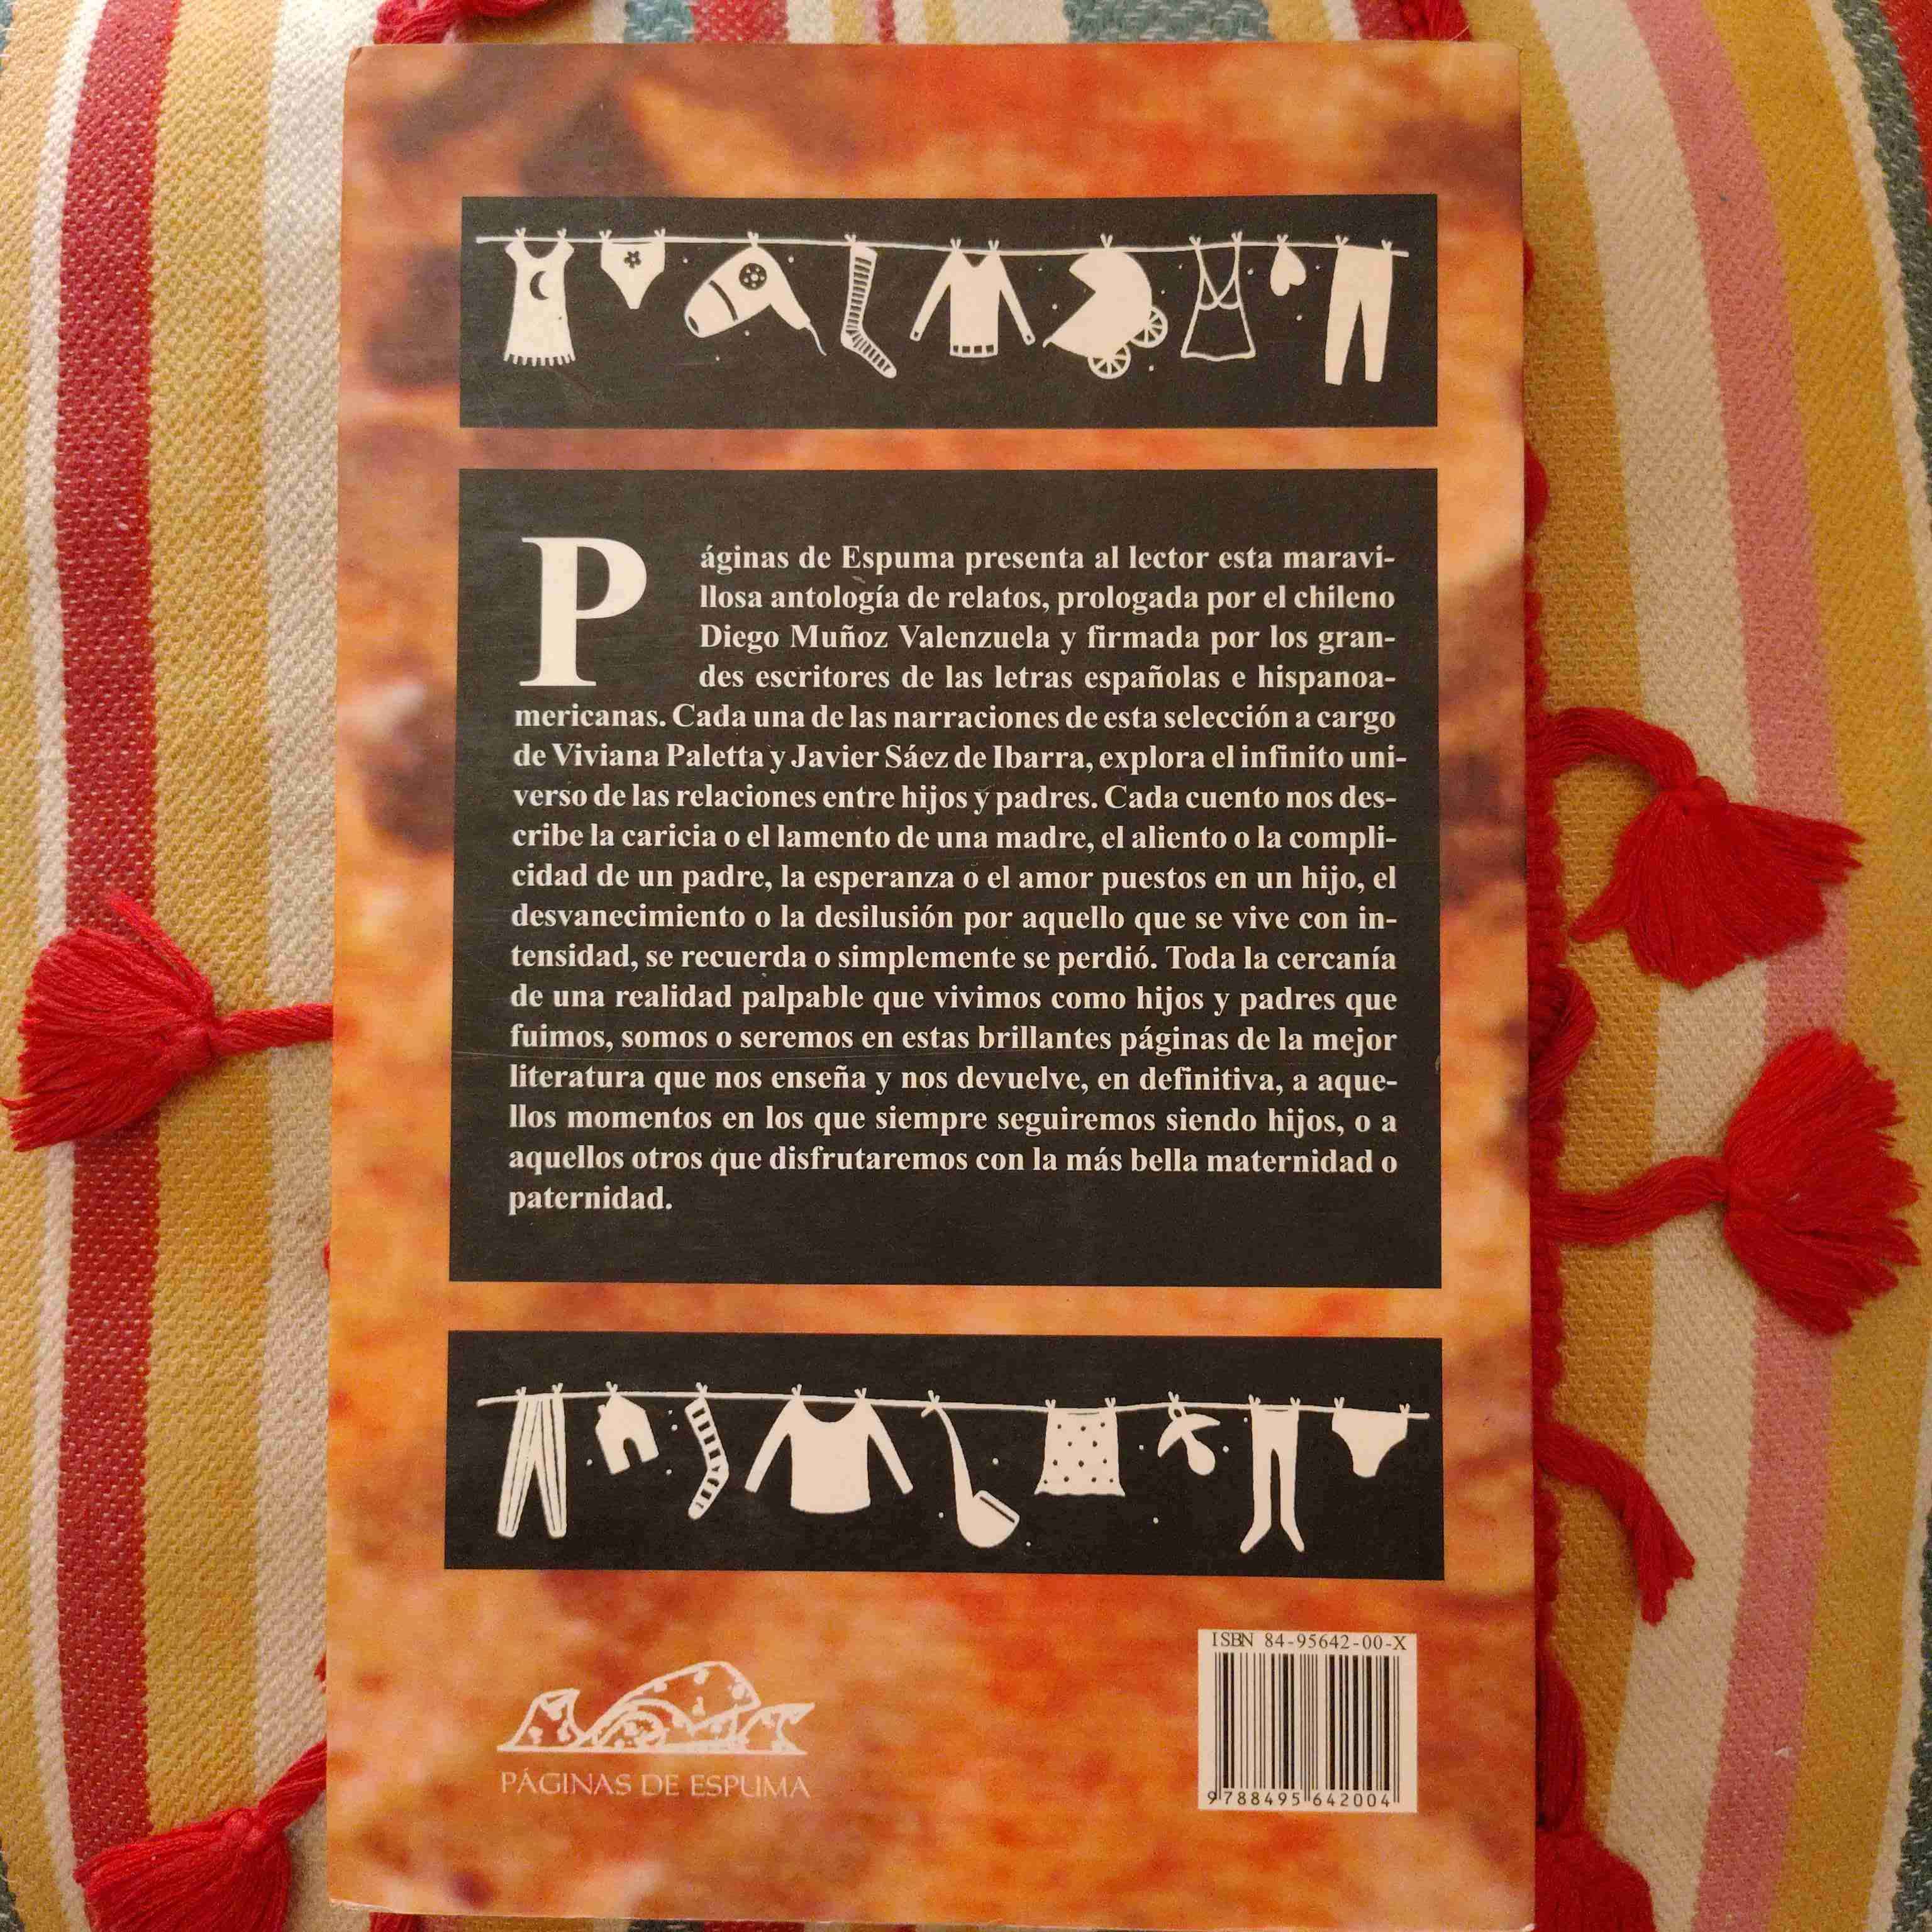 Páginas de Espuma presenta al lector esta maravi-
llosa antología de relatos, prologada por el chileno
Diego Muñoz Valenzuela y firmada por los gran-
des escritores de las letras españolas e hispanoa-
mericanas. Cada una de las narraciones de esta selección a cargo
de Viviana Paletta y Javier Sáez de Ibarra, explora el infinito uni-
verso de las relaciones entre hijos y padres. Cada cuento nos des-
cribe la caricia o el lamento de una madre, el aliento o la compli-
cidad de un padre, la esperanza o el amor puestos en un hijo, el
desvanecimiento o la desilusión por aquello que se vive con in-
tensidad, se recuerda o simplemente se perdió. Toda la cercanía
de una realidad palpable que vivimos como hijos y padres que
fuimos, somos o seremos en estas brillantes páginas de la mejor
literatura que nos enseña y nos devuelve, en definitiva, a aque-
llos momentos en los que siempre seguiremos siendo hijos, o a
aquellos otros que disfrutaremos con la más bella maternidad o
paternidad.
PÁGINAS DE ESPUMA
ISBN 84-95642-00-X
9788495642004